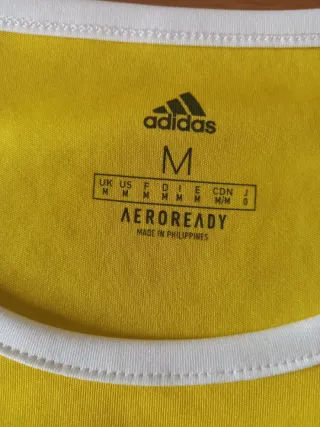 adidas
M
UK US F D I E CDN J
M M M M M M M/M O
AEROREADY
MADE IN PHILIPPINES